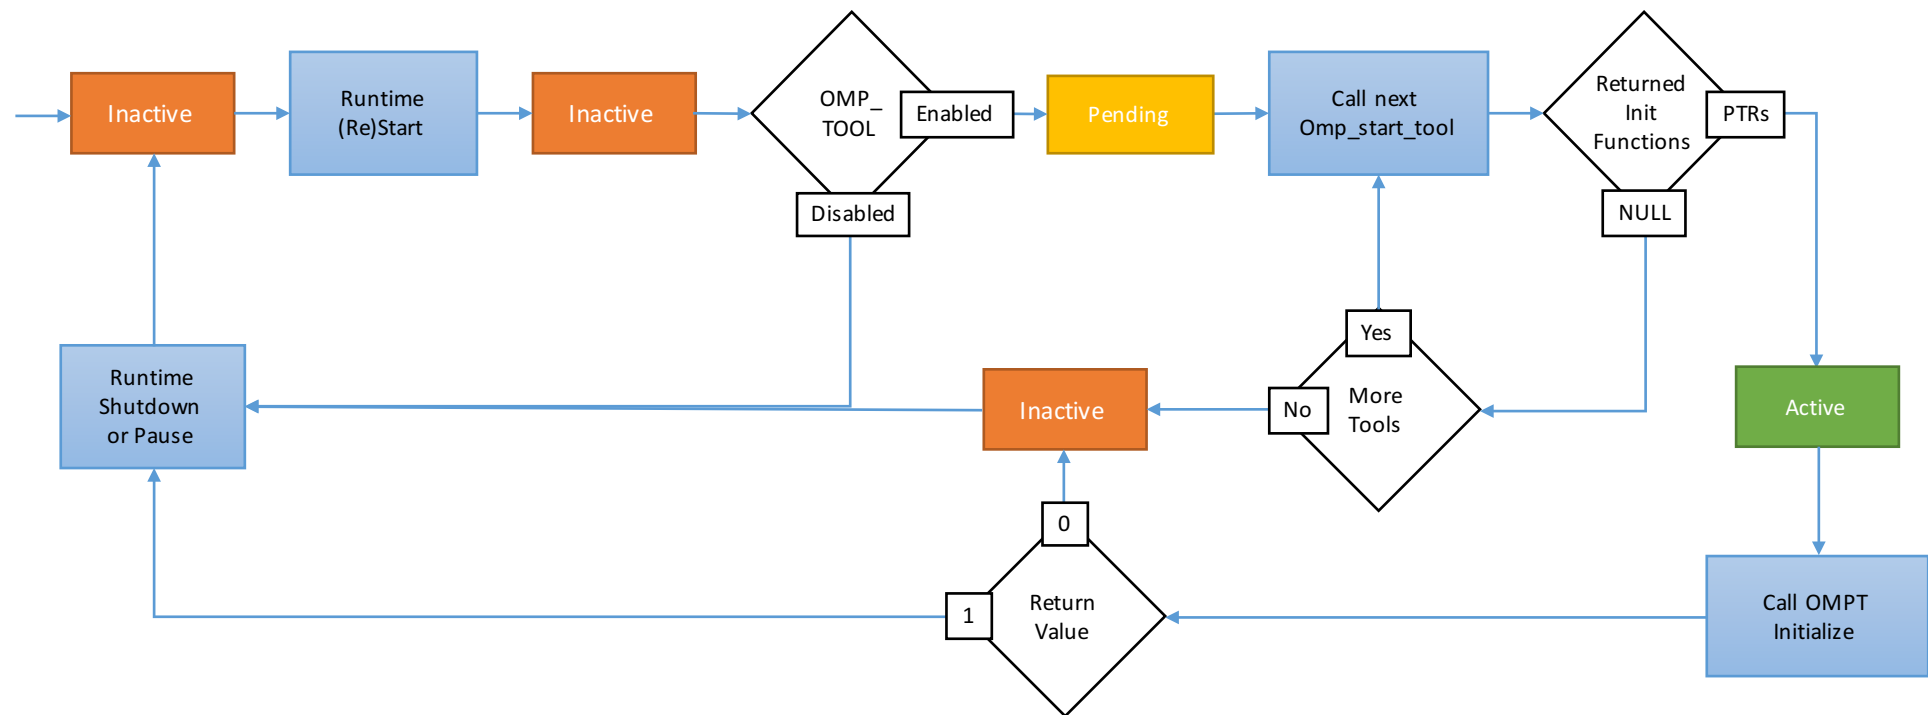 Inactive
Runtime
(Re)Start
Inactive
OMP_
TOOL
Enabled
Disabled
Pending
Call next
Omp_start_tool
Returned
Init
Functions
PTRs
NULL
Yes
More
Tools
No
Inactive
Runtime
Shutdown
or Pause
Active
0
1
Return
Value
Call OMPT
Initialize